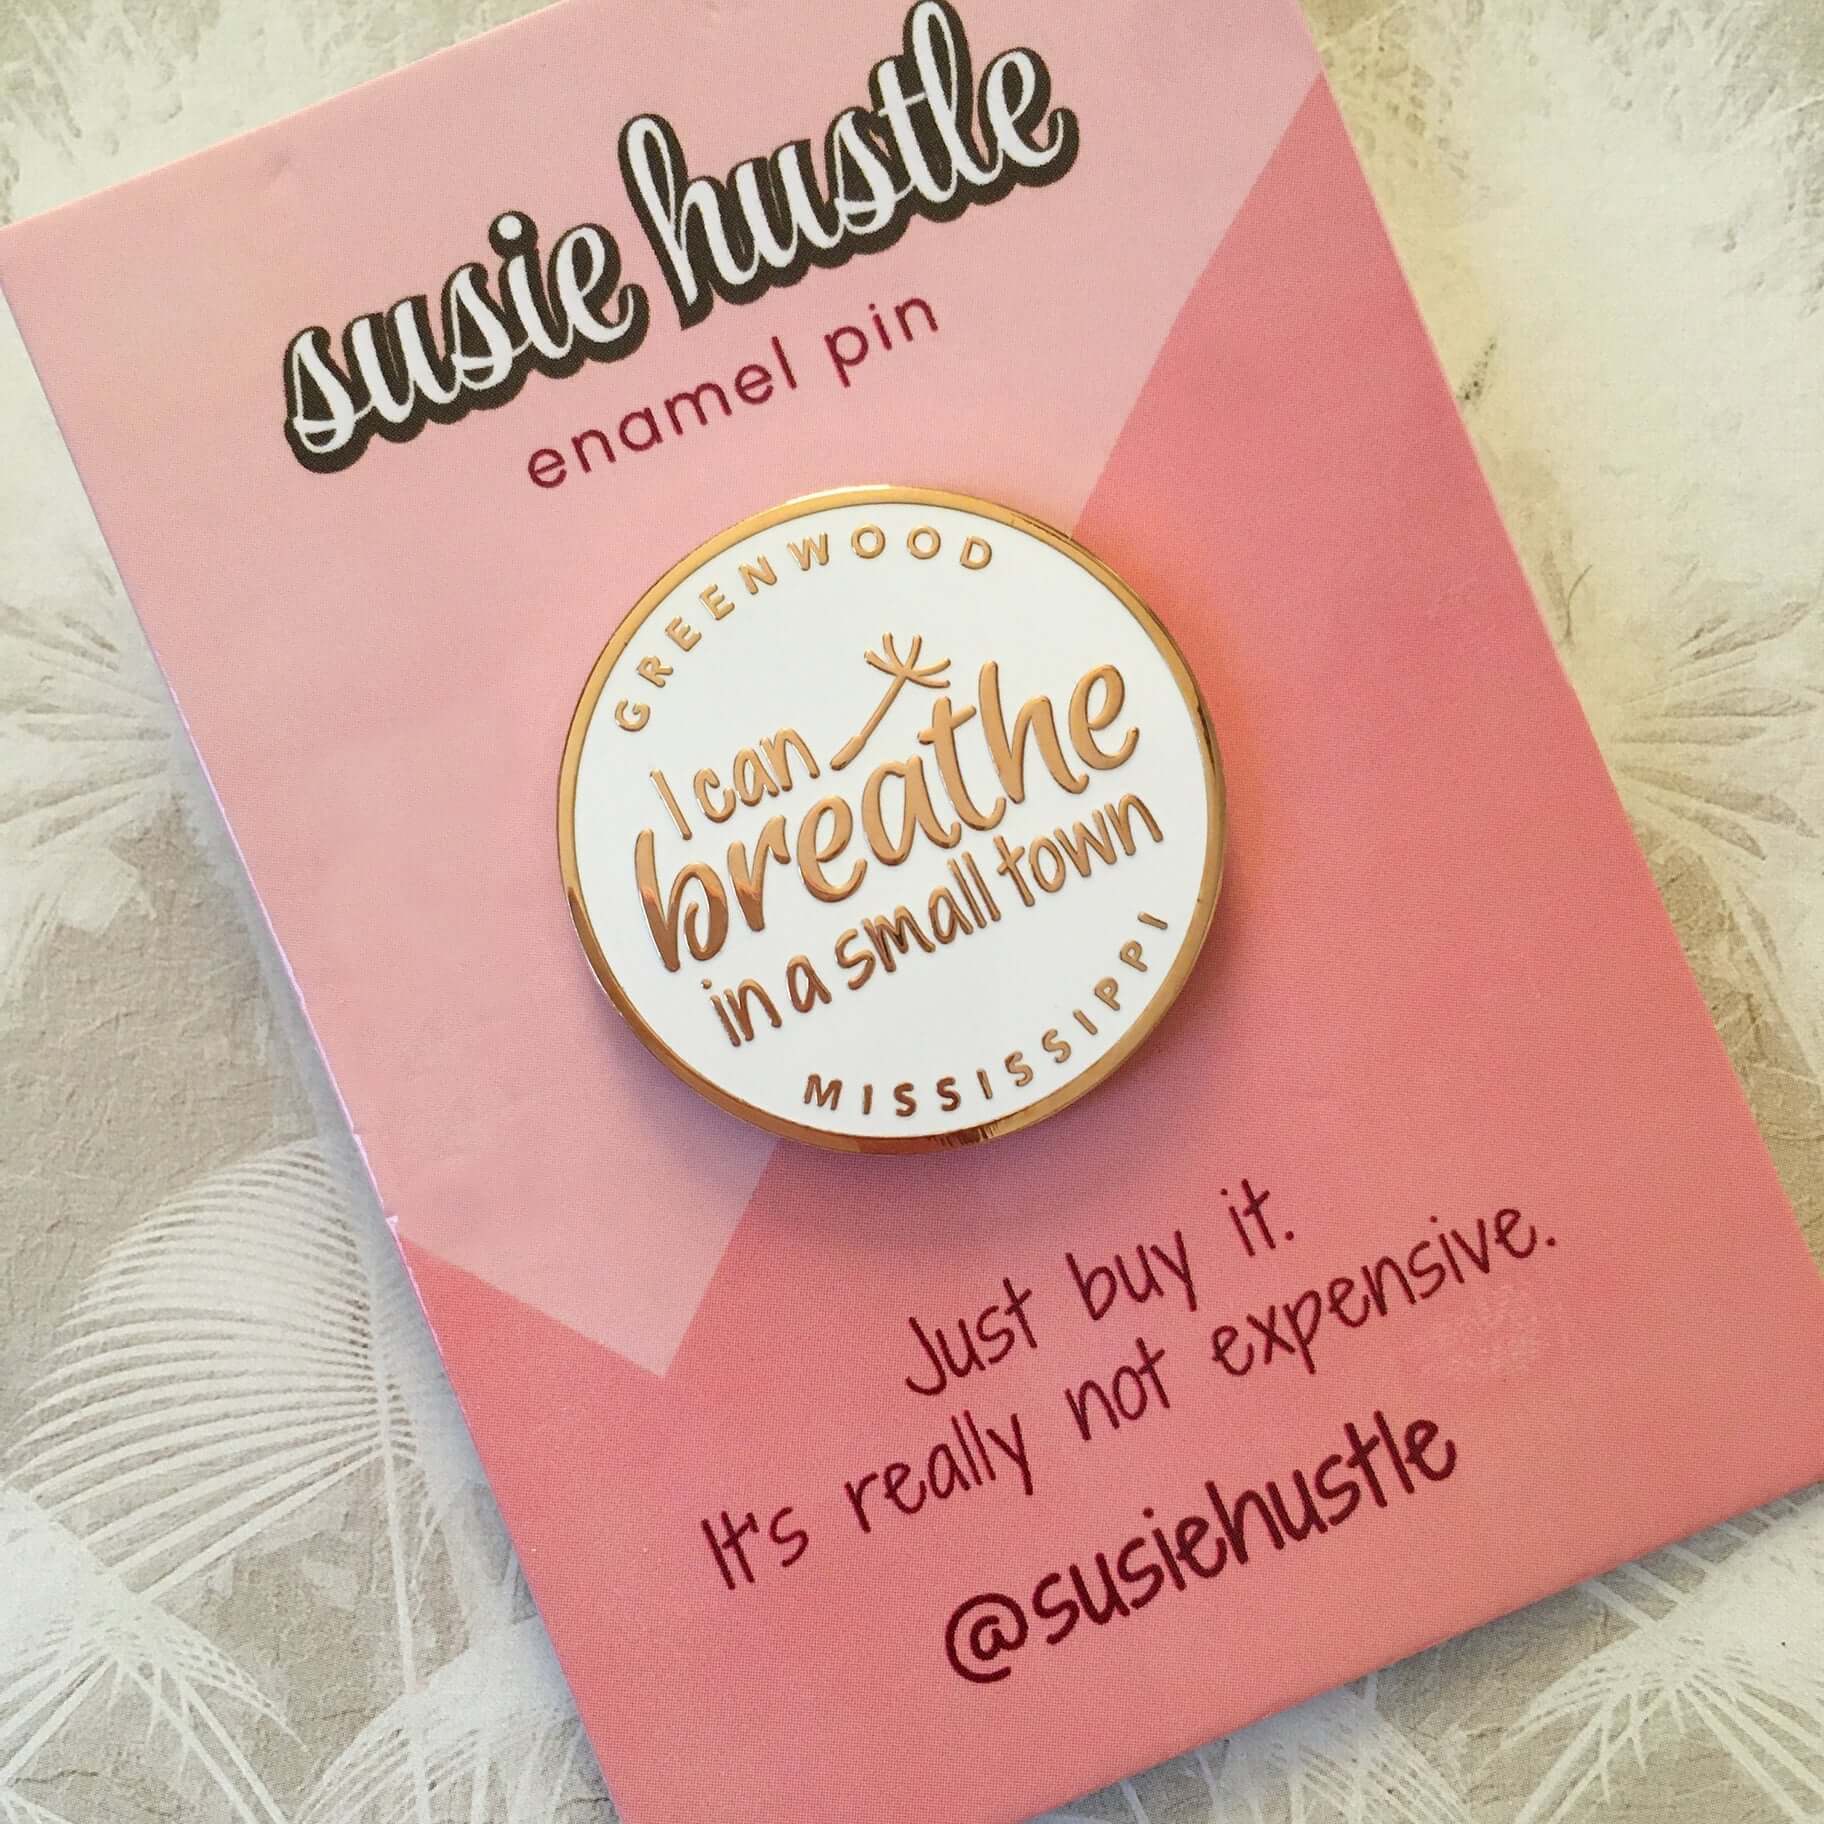 susie hustle
enamel pin
GREENWOOD
I can
breathe
in a small town
MISSISSIPPI
Just buy it.
It's really not expensive.
@susiehustle